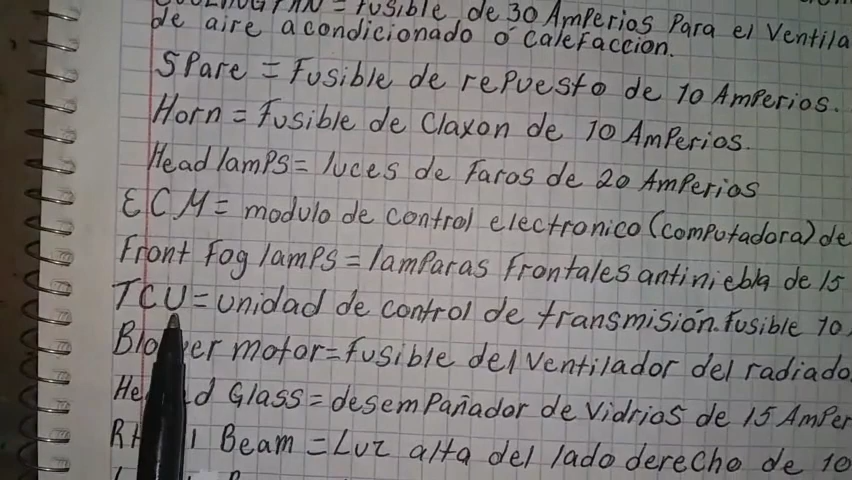 = Fusible de 30 Amperios Para el Ventila
de aire acondicionado o calefaccion.
SPare = Fusible de rePuesto de 10 AmPerios.
Horn = Fusible de Claxon de 10 AmPerios.
Head lamPs = luces de Faros de 20 AmPerios
ECM = modulo de control electronico (comPutadora) de
Front Fog lamPs = lamParas Frontales antiniebla de 15
TCU = unidad de control de transmisión. Fusible 10
motor = Fusible del Ventilador del radiado
Glass = desemPañador de Vidrios de 15 AmPer
Beam = Luz alta del lado derecho de 10